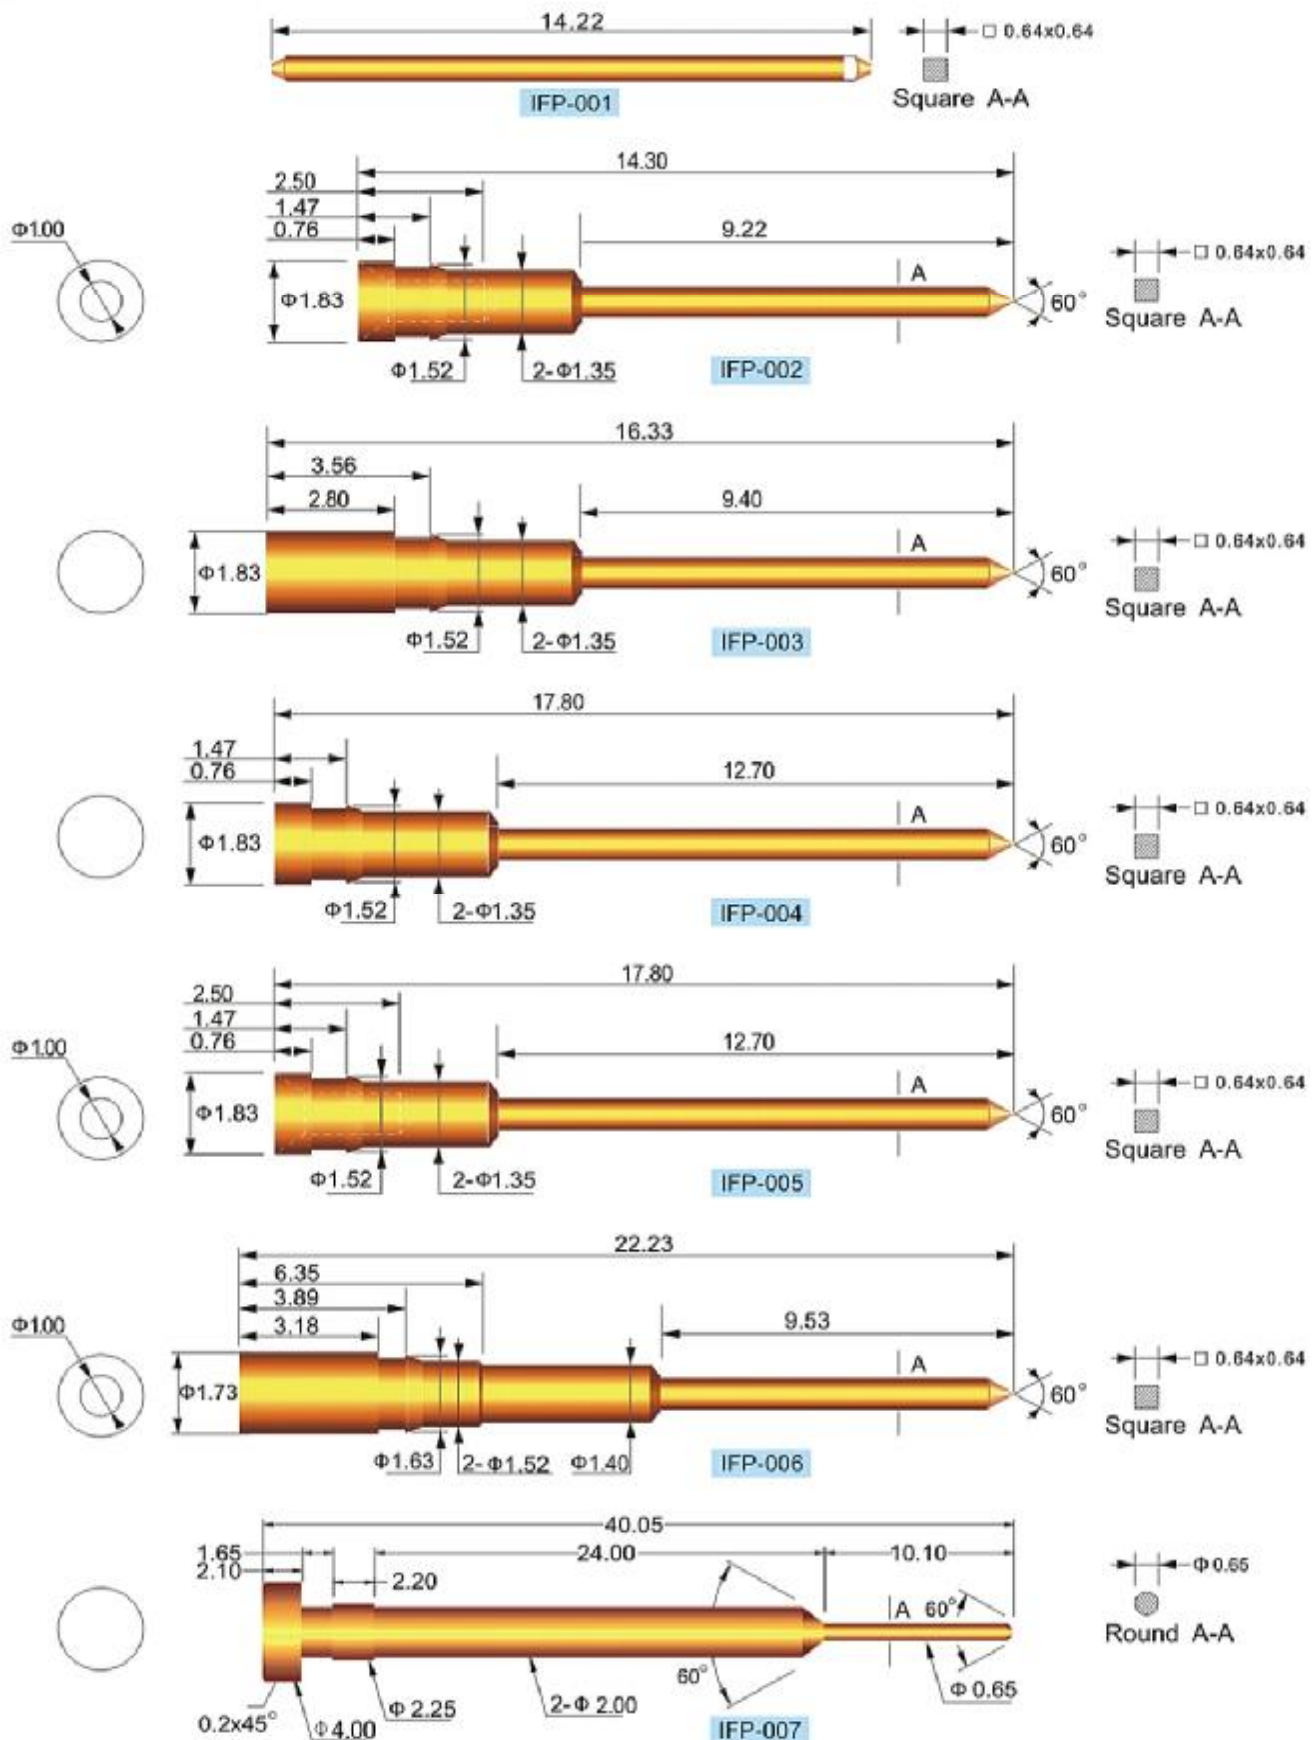 14.22
□ 0.64x0.64
IFP-001
Square A-A
14.30
2.50
1.47
0.76
9.22
Φ1.00
□ 0.64x0.64
A
Φ1.83
60°
Square A-A
Φ1.52
2-Φ1.35
IFP-002
16.33
3.56
2.80
9.40
□ 0.64x0.64
A
Φ1.83
60°
Square A-A
Φ1.52
2-Φ1.35
IFP-003
17.80
1.47
0.76
12.70
□ 0.64x0.64
A
Φ1.83
60°
Square A-A
Φ1.52
2-Φ1.35
IFP-004
17.80
2.50
1.47
0.76
12.70
Φ1.00
□ 0.64x0.64
A
Φ1.83
60°
Square A-A
Φ1.52
2-Φ1.35
IFP-005
22.23
6.35
3.89
3.18
9.53
Φ1.00
□ 0.64x0.64
A
Φ1.73
60°
Square A-A
Φ1.63
2-Φ1.52
Φ1.40
IFP-006
40.05
1.65
24.00
10.10
2.10
2.20
Φ0.65
A
60°
Round A-A
60°
Φ 0.65
Φ 2.25
2-Φ 2.00
0.2x45°
Φ4.00
IFP-007